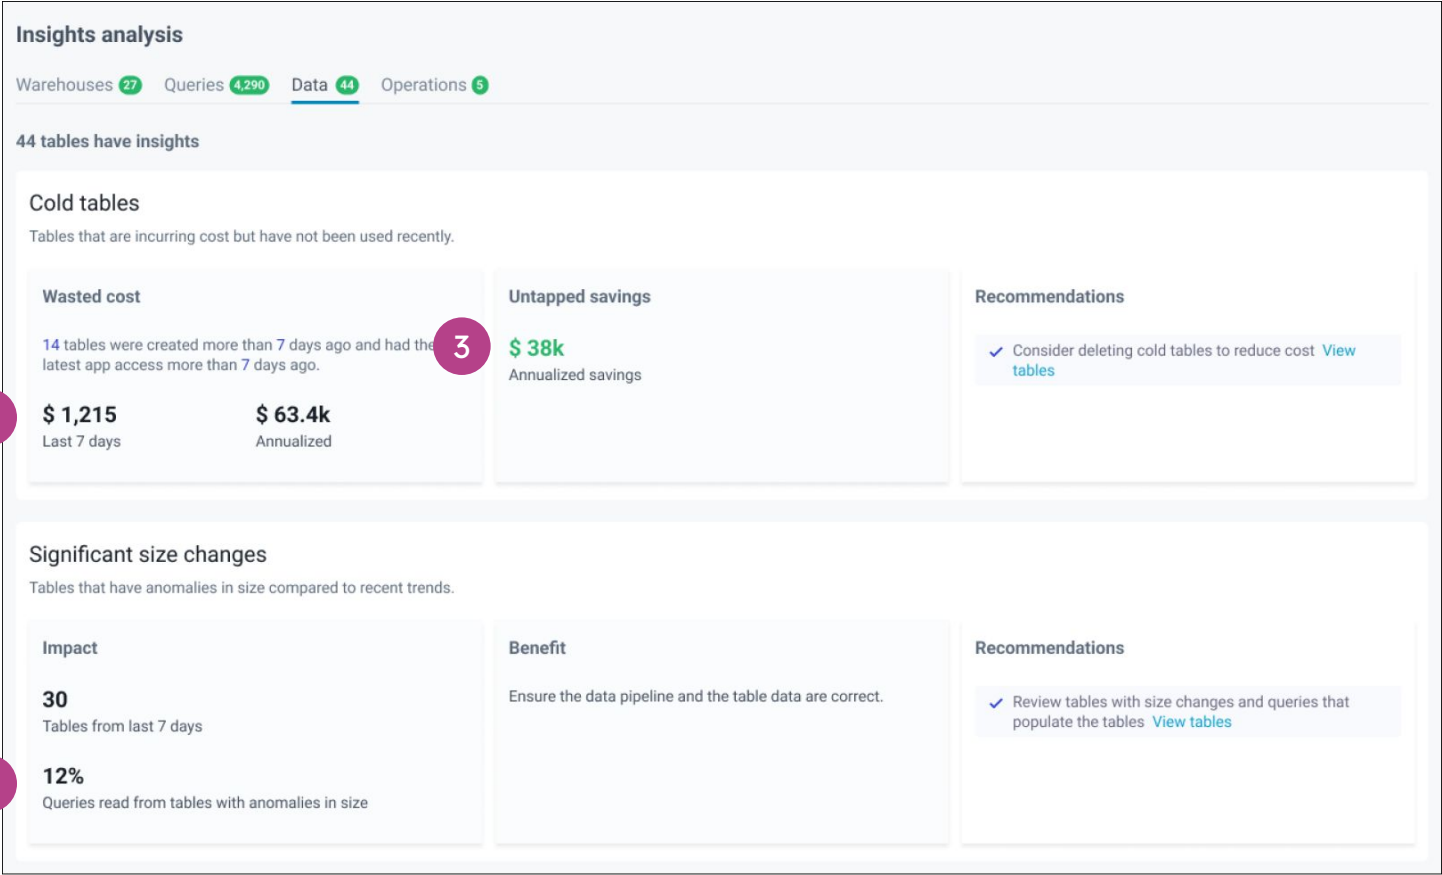 Insights analysis
Warehouses 27 Queries 4,290 Data 44 Operations 5
44 tables have insights
Cold tables
Tables that are incurring cost but have not been used recently.
Wasted cost
14 tables were created more than 7 days ago and had the
latest app access more than 7 days ago.
$ 1,215
Last 7 days
$ 63.4k
Annualized
3
Untapped savings
$ 38k
Annualized savings
Recommendations
Consider deleting cold tables to reduce cost View
tables
Significant size changes
Tables that have anomalies in size compared to recent trends.
Impact
30
Tables from last 7 days
12%
Queries read from tables with anomalies in size
Benefit
Ensure the data pipeline and the table data are correct.
Recommendations
Review tables with size changes and queries that
populate the tables View tables